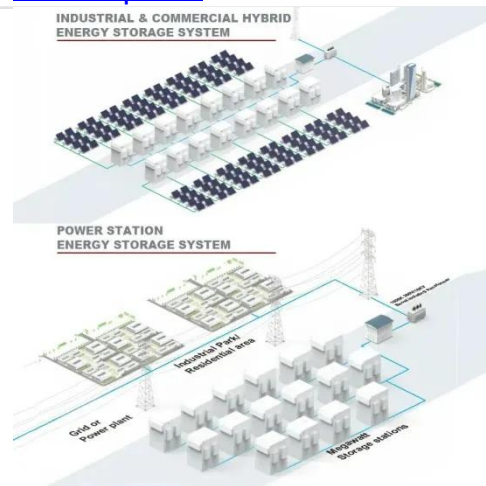 INDUSTRIAL & COMMERCIAL HYBRID
ENERGY STORAGE SYSTEM
POWER STATION
ENERGY STORAGE SYSTEM
Industrial Park/
Residential area
Grid or
Power plant
Megawatt
Storage stations